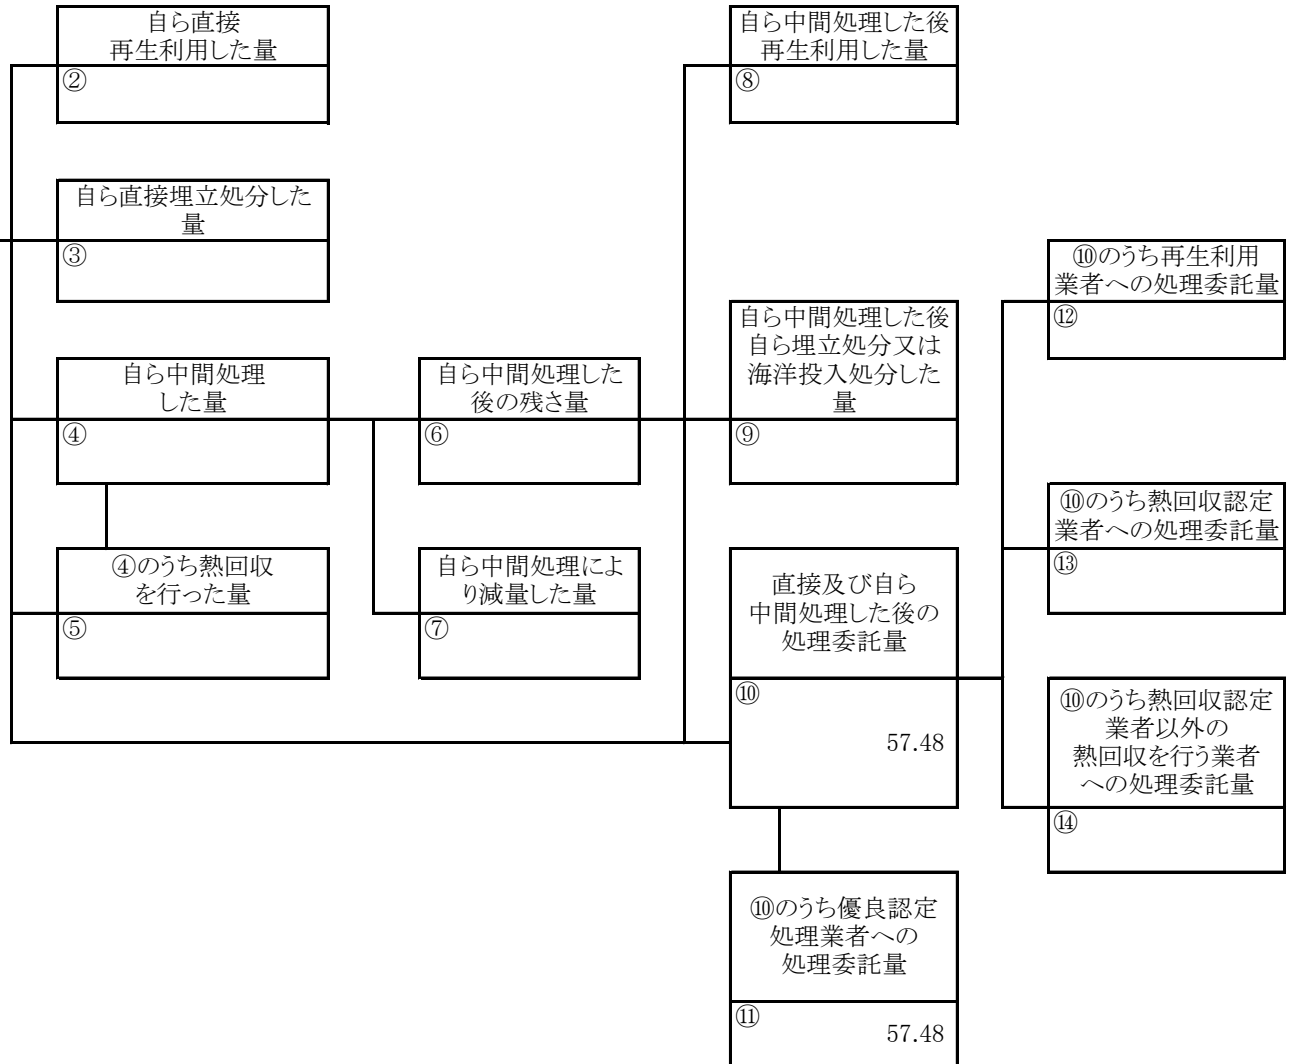 自ら直接
再生利用した量
②
自ら中間処理した後
再生利用した量
⑧
自ら直接埋立処分した
量
③
⑩のうち再生利用
業者への処理委託量
⑫
自ら中間処理
した量
④
自ら中間処理した
後の残さ量
⑥
自ら中間処理した後
自ら埋立処分又は
海洋投入処分した
量
⑨
⑩のうち熱回収認定
業者への処理委託量
⑬
④のうち熱回収
を行った量
⑤
自ら中間処理によ
り減量した量
⑦
直接及び自ら
中間処理した後の
処理委託量
⑩
57.48
⑩のうち熱回収認定
業者以外の
熱回収を行う業者
への処理委託量
⑭
⑩のうち優良認定
処理業者への
処理委託量
⑪
57.48